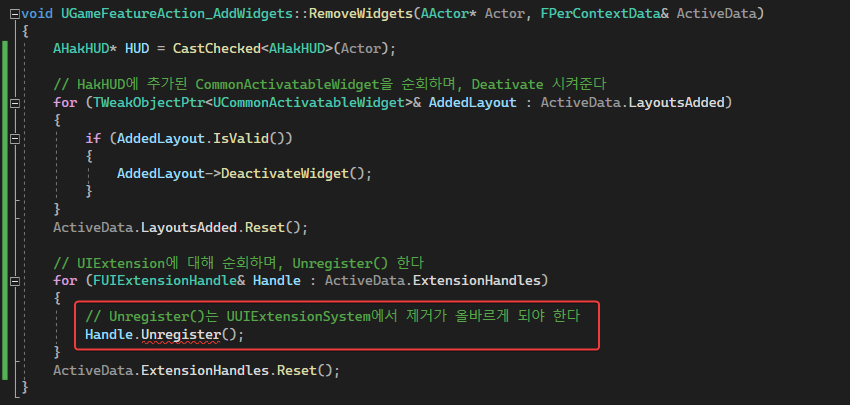 void UGameFeatureAction_AddWidgets::RemoveWidgets(AActor* Actor, FPerContextData& ActiveData)
{
AHakHUD* HUD = CastChecked<AHakHUD>(Actor);
// HakHUD에 추가된 CommonActivatableWidget을 순회하며, Deativate 시켜준다
for (TWeakObjectPtr<UCommonActivatableWidget>& AddedLayout : ActiveData.LayoutsAdded)
{
if (AddedLayout.IsValid())
{
AddedLayout->DeactivateWidget();
}
}
ActiveData.LayoutsAdded.Reset();
// UIExtension에 대해 순회하며, Unregister() 한다
for (FUIExtensionHandle& Handle : ActiveData.ExtensionHandles)
{
// Unregister()는 UUIExtensionSystem에서 제거가 올바르게 되야 한다
Handle.Unregister();
}
ActiveData.ExtensionHandles.Reset();
}